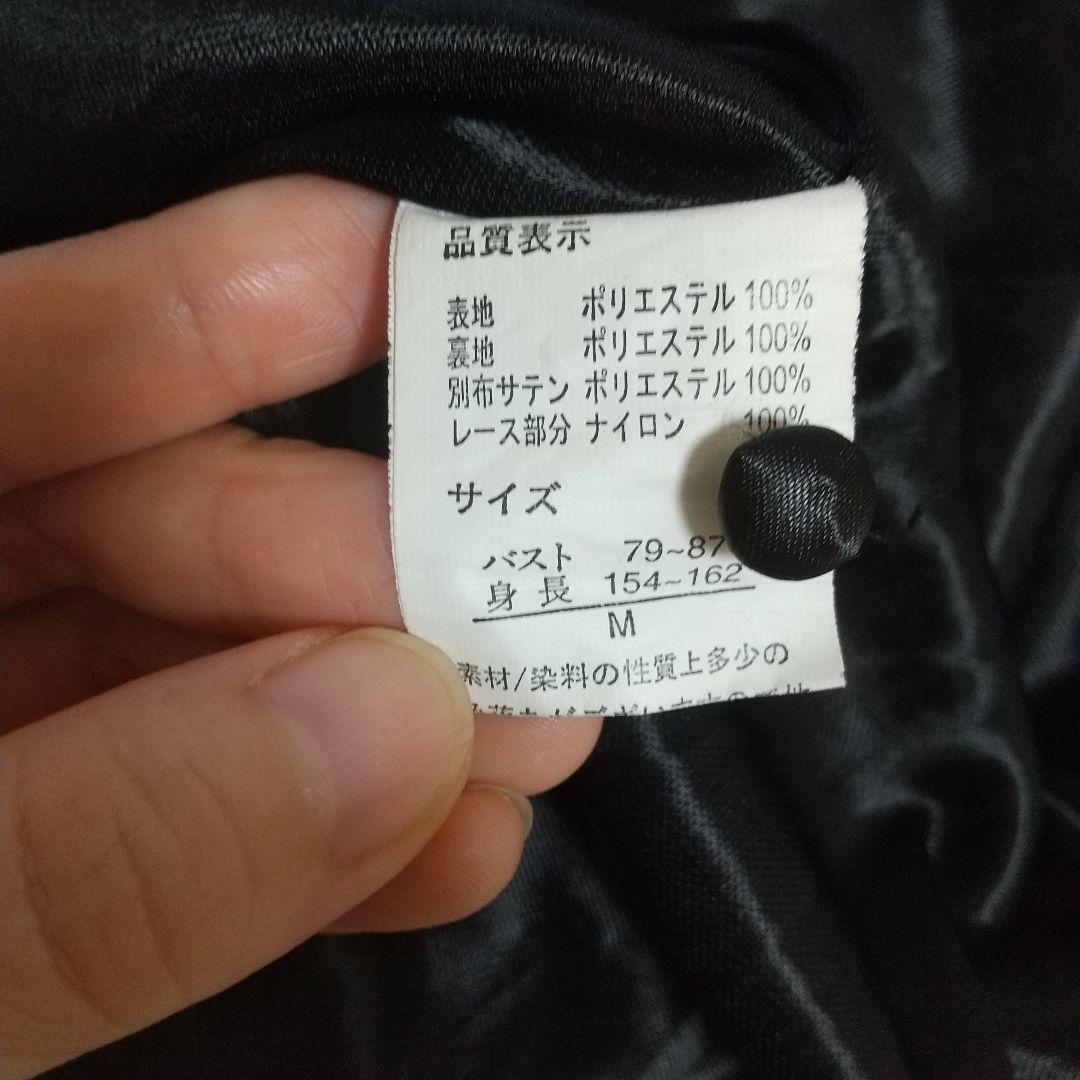 品質表示
表地 ポリエステル 100%
裏地 ポリエステル 100%
別布サテン ポリエステル 100%
レース部分 ナイロン 100%
サイズ
バスト 79~87
身長 154~162
M
素材/染料の性質上多少の